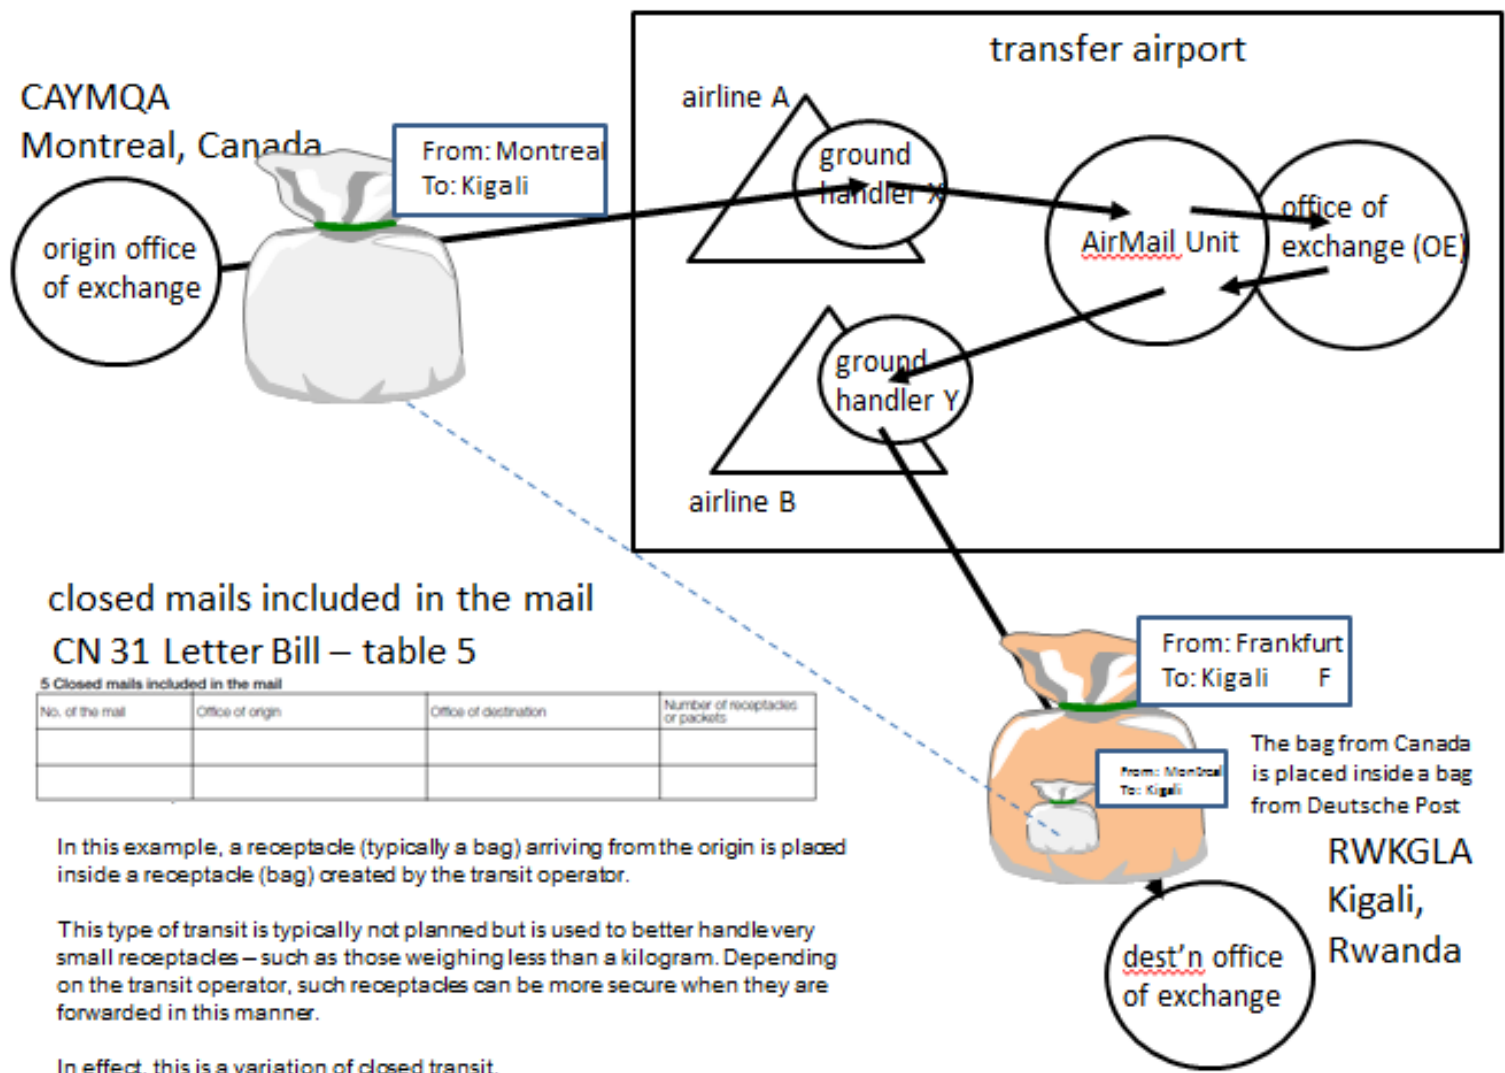 transfer airport
CAYMQA
Montreal, Canada
From: Montreal
To: Kigali
origin office
of exchange
airline A
ground
handler X
AirMail Unit
office of
exchange (OE)
ground
handler Y
airline B
closed mails included in the mail
CN 31 Letter Bill – table 5
5 Closed mails included in the mail
No. of the mail
Office of origin
Office of destination
Number of receptacles
or packets
From: Frankfurt
To: Kigali F
From: Montreal
To: Kigali
The bag from Canada
is placed inside a bag
from Deutsche Post
RWKGLA
Kigali,
Rwanda
dest’n office
of exchange
In this example, a receptacle (typically a bag) arriving from the origin is placed
inside a receptacle (bag) created by the transit operator.
This type of transit is typically not planned but is used to better handle very
small receptacles – such as those weighing less than a kilogram. Depending
on the transit operator, such receptacles can be more secure when they are
forwarded in this manner.
In effect, this is a variation of closed transit.